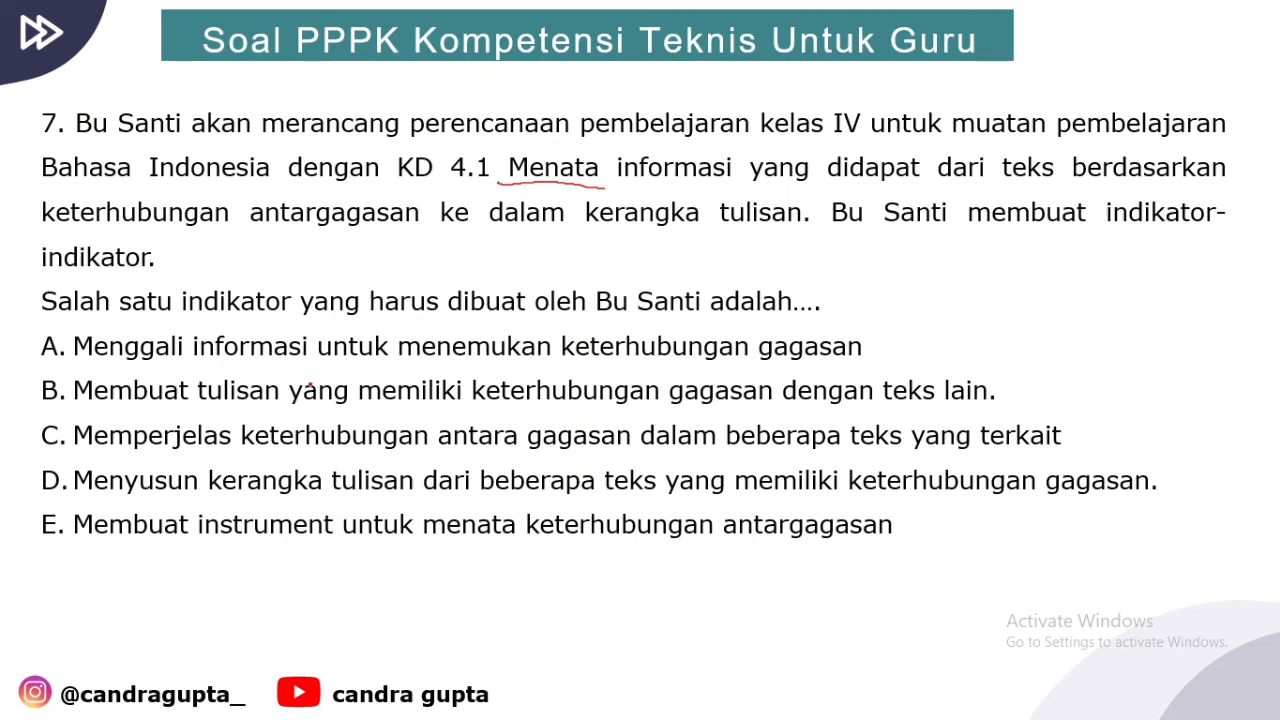 Soal PPPK Kompetensi Teknis Untuk Guru
7. Bu Santi akan merancang perencanaan pembelajaran kelas IV untuk muatan pembelajaran
Bahasa Indonesia dengan KD 4.1 Menata informasi yang didapat dari teks berdasarkan
keterhubungan antargagasan ke dalam kerangka tulisan. Bu Santi membuat indikator-
indikator.
Salah satu indikator yang harus dibuat oleh Bu Santi adalah....
A. Menggali informasi untuk menemukan keterhubungan gagasan
B. Membuat tulisan yang memiliki keterhubungan gagasan dengan teks lain.
C. Memperjelas keterhubungan antara gagasan dalam beberapa teks yang terkait
D. Menyusun kerangka tulisan dari beberapa teks yang memiliki keterhubungan gagasan.
E. Membuat instrument untuk menata keterhubungan antargagasan
Activate Windows
Go to Settings to activate Windows.
@candragupta_ candra gupta